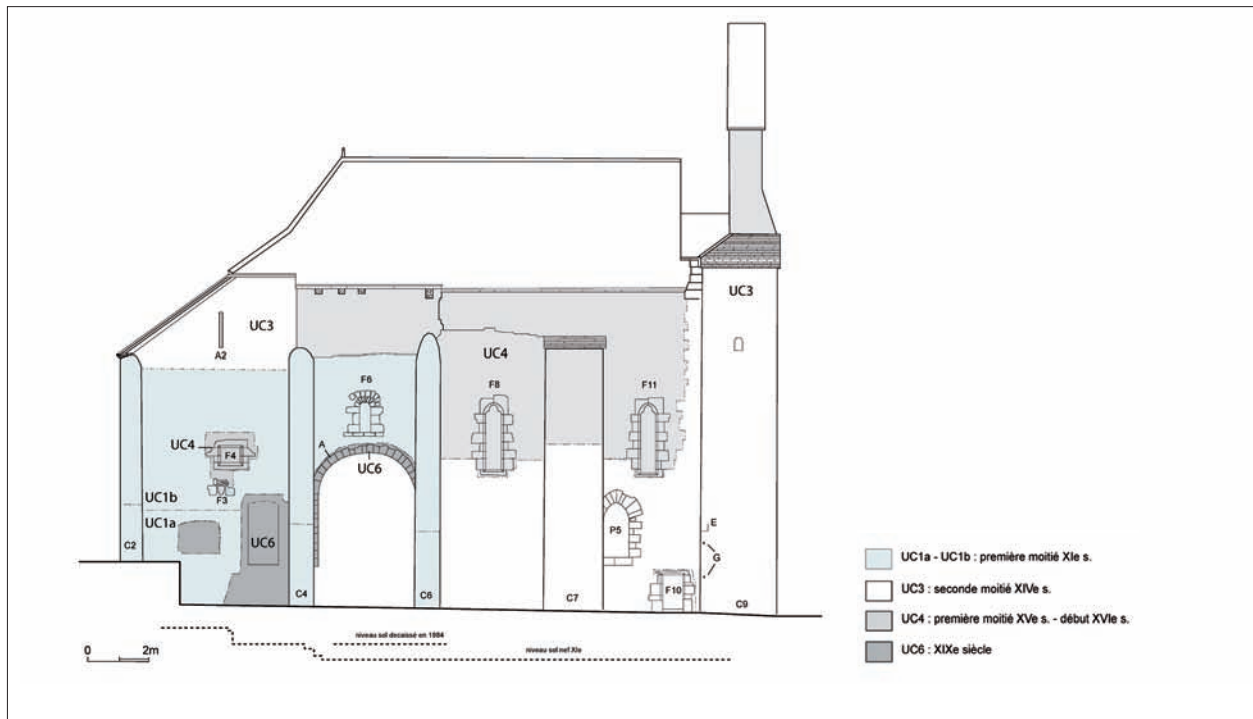 UC3
UC3
A2
UC4
F6
F8
F11
UC4
F4
A
UC6
F3
UC1b
UC1a
UC6
P5
E
G
F10
C2
C4
C6
C7
C9
niveau sol decaissé en 1984
niveau sol nef XIe
0 2m
UC1a - UC1b : première moitié XIe s.
UC3 : seconde moitié XIVe s.
UC4 : première moitié XVe s. - début XVIe s.
UC6 : XIXe siècle